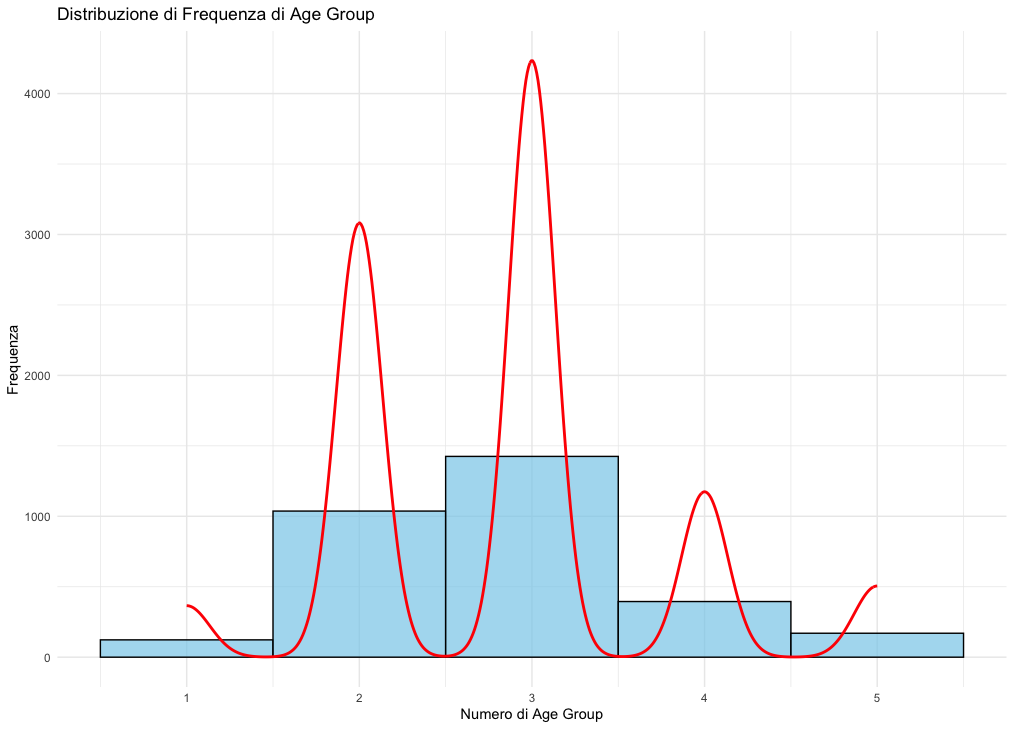 Distribuzione di Frequenza di Age Group
4000
3000
2000
1000
0
Frequenza
1 2 3 4 5
Numero di Age Group